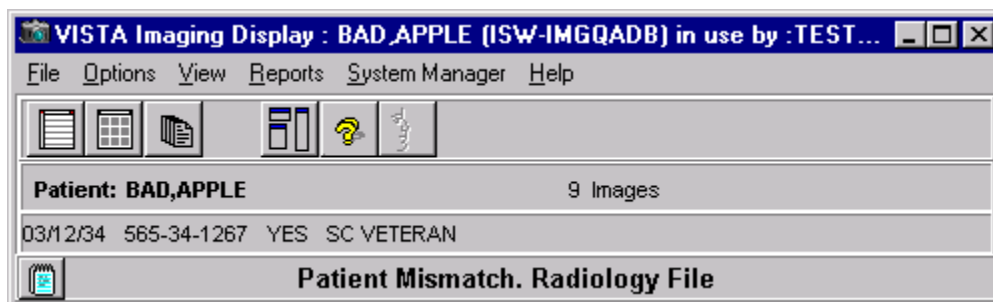 VISTA Imaging Display : BAD,APPLE (ISW-IMGQADB) in use by :TEST...
File Options View Reports System Manager Help
Patient: BAD,APPLE 9 Images
03/12/34 565-34-1267 YES SC VETERAN
Patient Mismatch. Radiology File